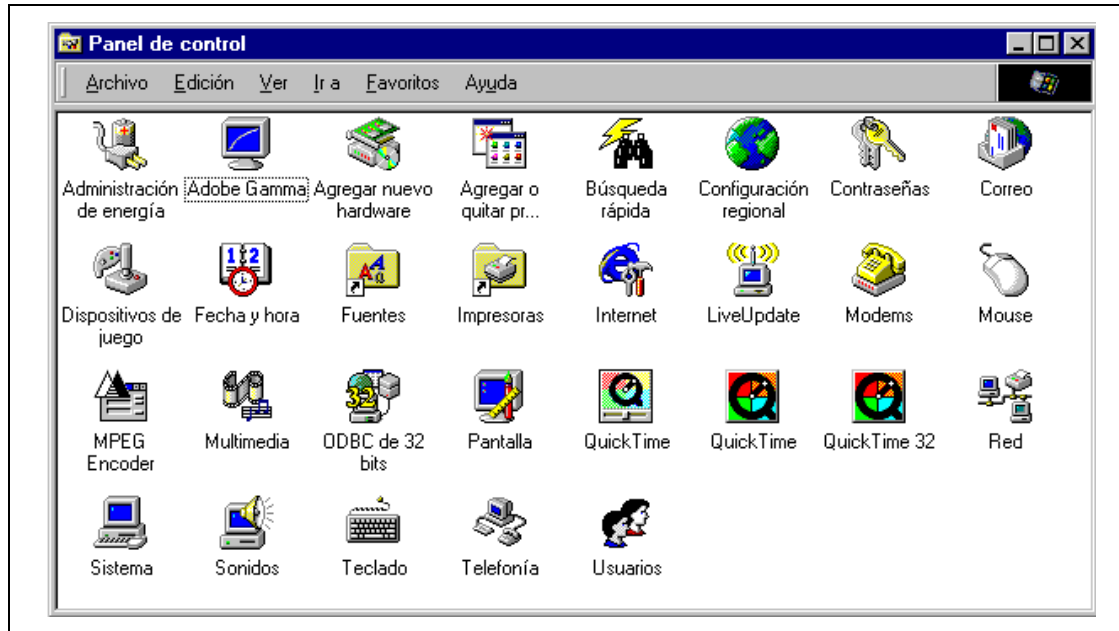 Panel de control
Archivo Edición Ver Ir a Favoritos Ayuda
Administración de energía
Adobe Gamma
Agregar nuevo hardware
Agregar o quitar pr...
Búsqueda rápida
Configuración regional
Contraseñas
Correo
Dispositivos de juego
Fecha y hora
Fuentes
Impresoras
Internet
LiveUpdate
Modems
Mouse
MPEG Encoder
Multimedia
ODBC de 32 bits
Pantalla
QuickTime
QuickTime
QuickTime 32
Red
Sistema
Sonidos
Teclado
Telefonía
Usuarios